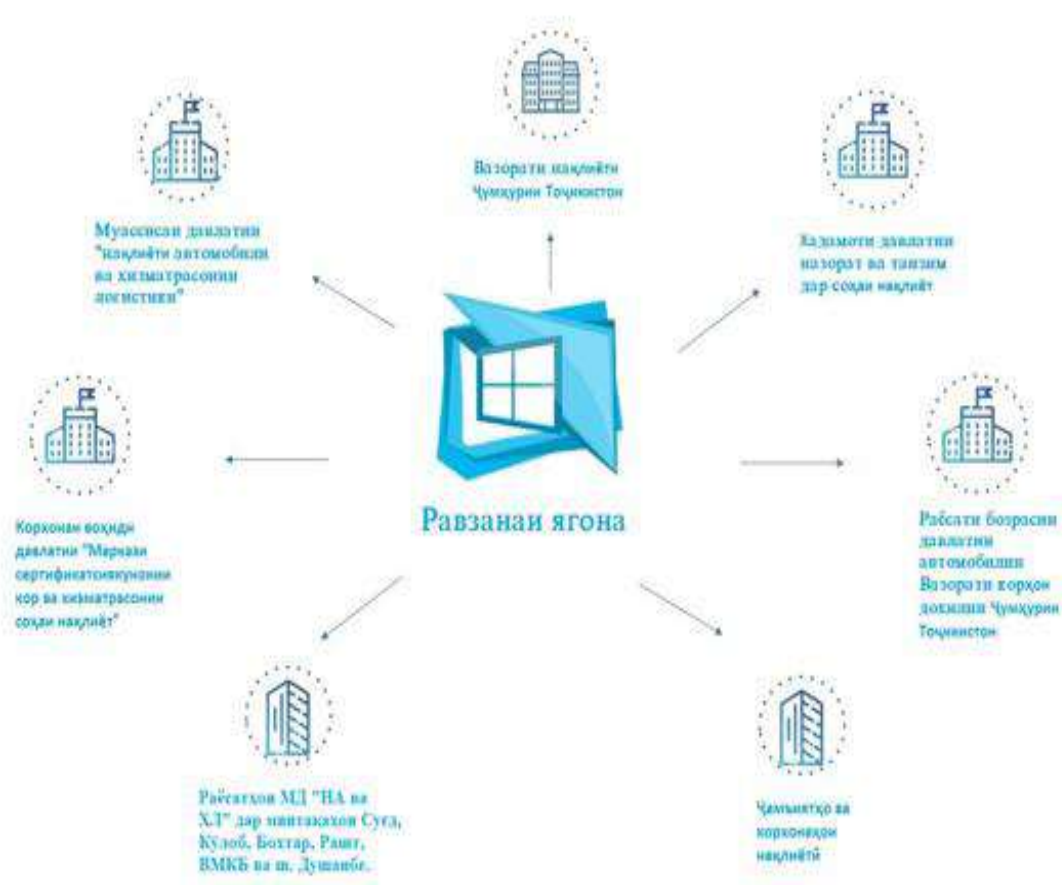 Вазорати нақлиёти
Ҷумҳурии Тоҷикистон
Муассисаи давлатии
"нақлиёти автомобилӣ
ва хизматрасонии
логистикӣ"
Хадамоти давлатии
назорат ва танзим
дар соҳаи нақлиёт
Корхонаи воҳиди
давлатии "Маркази
сертификатсиякунонии
кор ва хизматрасонии
соҳаи нақлиёт"
Равзанаи ягона
Раёсати бозрасии
давлатии
автомобилии
Вазорати корҳои
дохилии Ҷумҳурии
Тоҷикистон
Раёсатҳои МД "НА ва
ХЛ" дар минтақаҳои Суғд,
Кӯлоб, Бохтар, Рашт,
ВМКБ ва ш. Душанбе.
Ҷамъиятҳо ва
корхонаҳои
нақлиётӣ